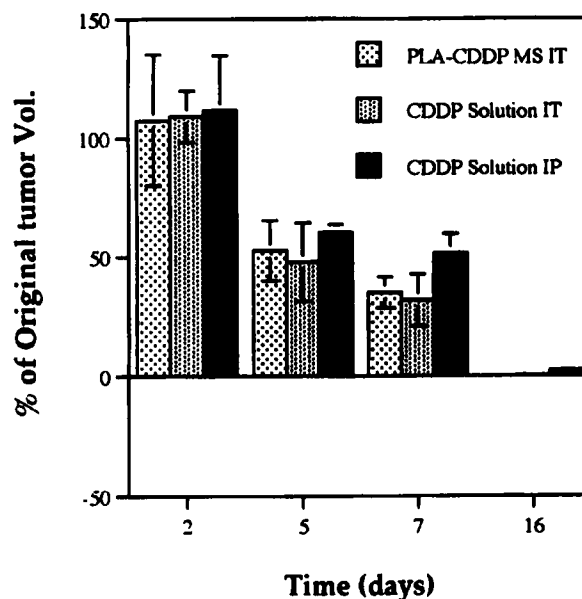 % of Original tumor Vol.
150
100
50
0
-50
PLA-CDDP MS IT
CDDP Solution IT
CDDP Solution IP
2 5 7 16
Time (days)